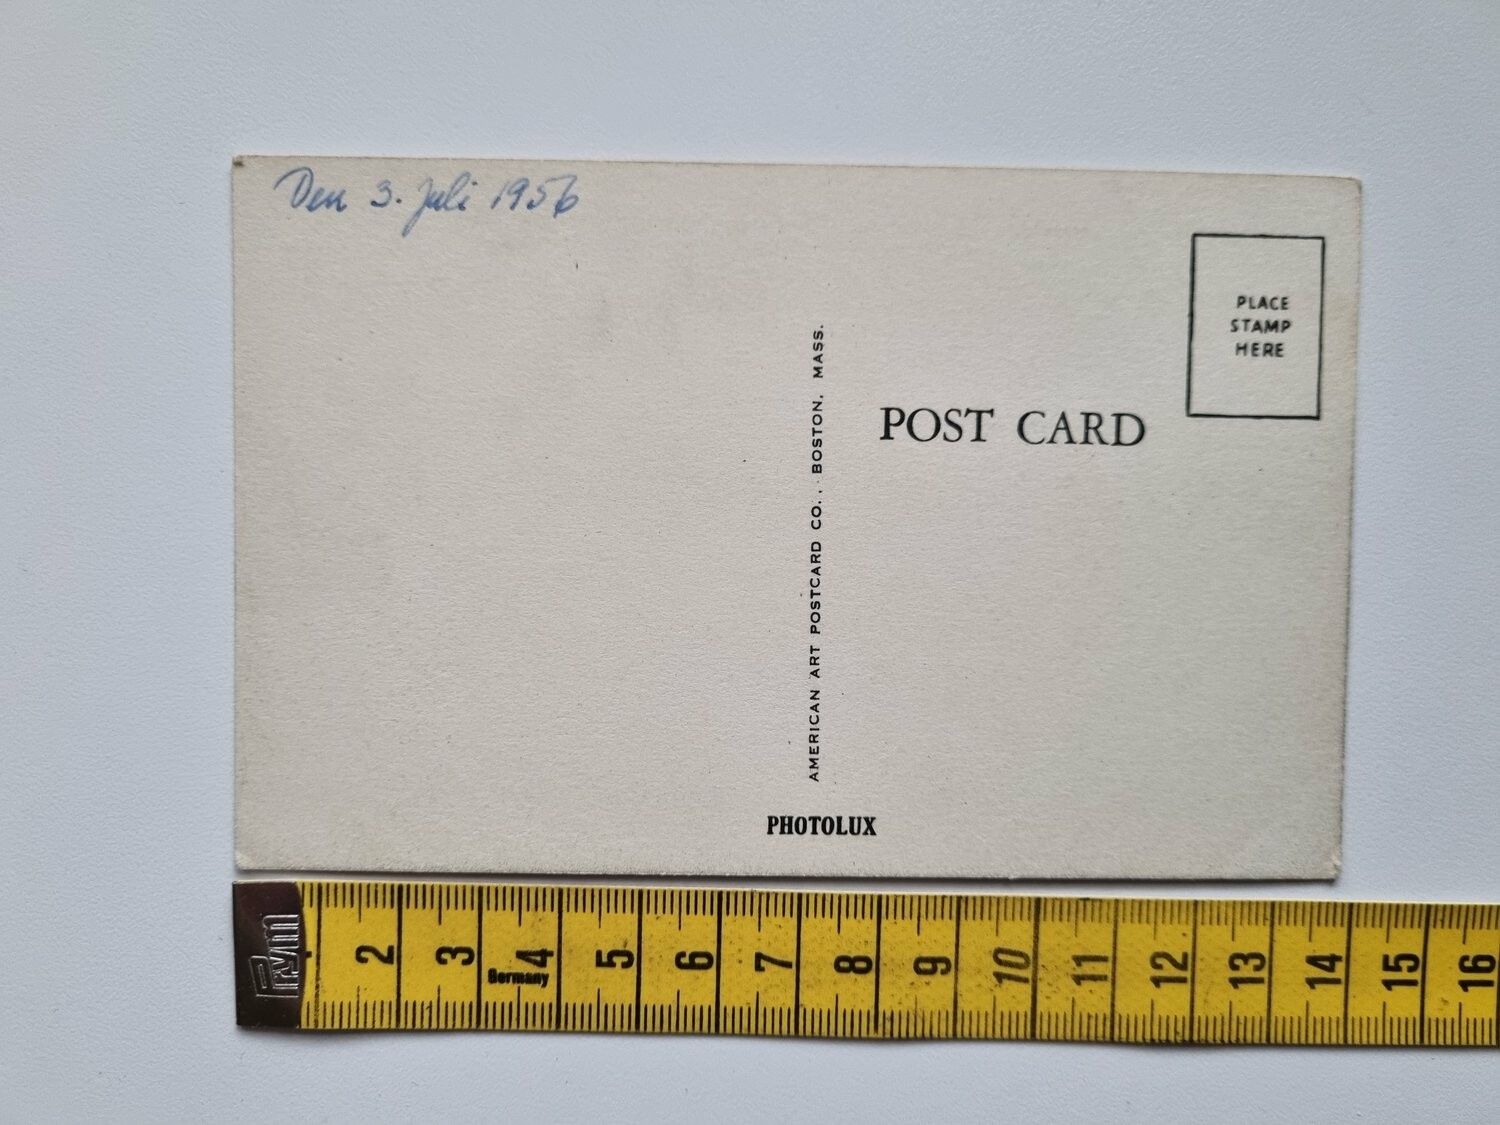 Den 3. Juli 1956
PLACE
STAMP
HERE
POST CARD
AMERICAN ART POSTCARD CO., BOSTON, MASS.
PHOTOLUX
Prym
1 2 3 4 5 6 7 8 9 10 11 12 13 14 15 16
Germany